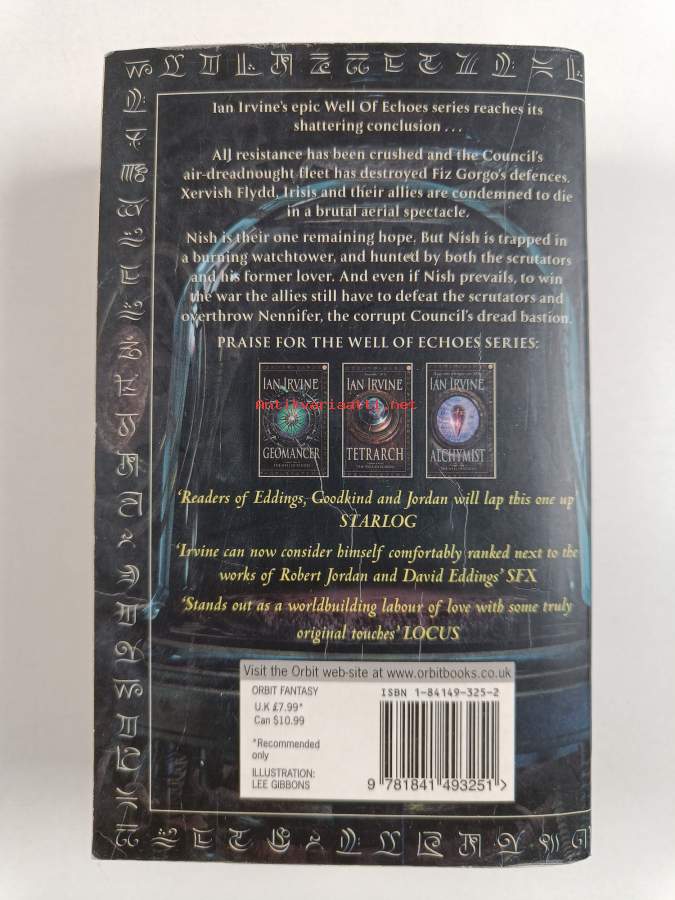 Ian Irvine's epic Well Of Echoes series reaches its
shattering conclusion . . .
All resistance has been crushed and the Council's
air-dreadnought fleet has destroyed Fiz Gorgo's defences.
Xervish Flydd, Irisis and their allies are condemned to die
in a brutal aerial spectacle.
Nish is their one remaining hope. But Nish is trapped in
a burning watchtower, and hunted by both the scrutators
and his former lover. And even if Nish prevails, to win
the war the allies still have to defeat the scrutators and
overthrow Nennifer, the corrupt Council's dread bastion.
PRAISE FOR THE WELL OF ECHOES SERIES:
IAN IRVINE
GEOMANCER
IAN IRVINE
TETRARCH
IAN IRVINE
ALCHYMIST
Antikvariaatti.net
'Readers of Eddings, Goodkind and Jordan will lap this one up'
STARLOG
'Irvine can now consider himself comfortably ranked next to the
works of Robert Jordan and David Eddings' SFX
'Stands out as a worldbuilding labour of love with some truly
original touches' LOCUS
Visit the Orbit web-site at www.orbitbooks.co.uk
ORBIT FANTASY
U.K £7.99*
Can $10.99
*Recommended
only
ILLUSTRATION:
LEE GIBBONS
ISBN 1-84149-325-2
9 781841 493251 >